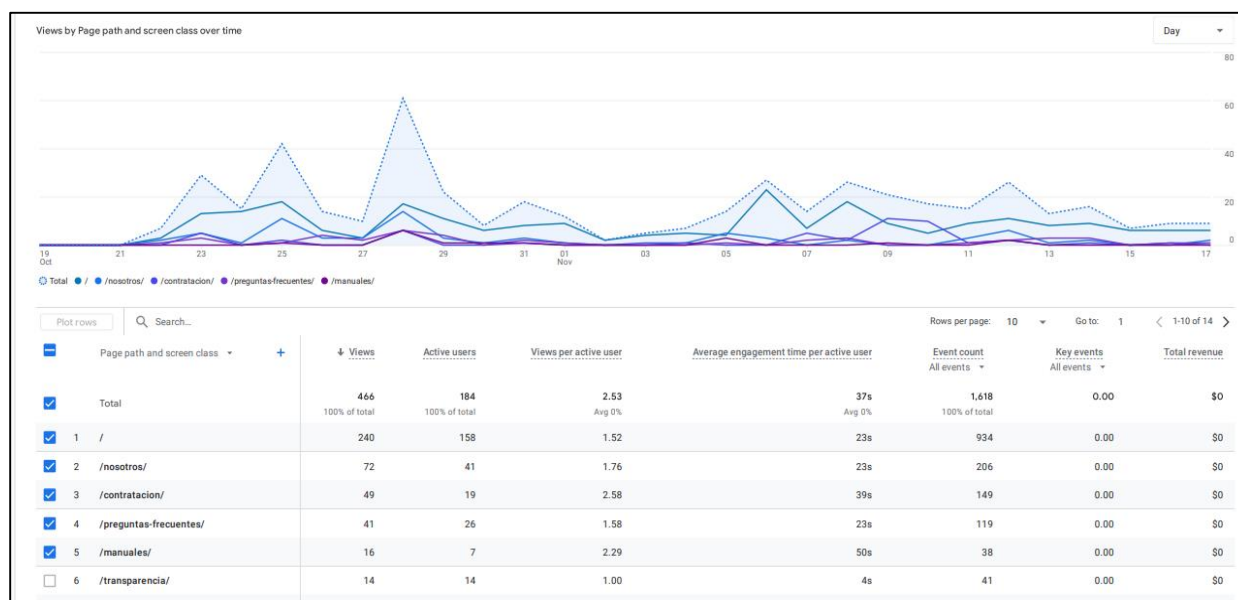 Views by Page path and screen class over time
Day
80
60
40
20
0
19 21 23 25 27 29 31 01 03 05 07 09 11 13 15 17
Oct Nov
Total / /nosotros/ /contratacion/ /preguntas-frecuentes/ /manuales/
Plot rows Search... Rows per page: 10 Go to: 1 1-10 of 14
Page path and screen class + Views Active users Views per active user Average engagement time per active user Event count Key events Total revenue
All events All events
Total 466 184 2.53 37s 1,618 0.00 $0
100% of total 100% of total Avg 0% Avg 0% 100% of total
1 / 240 158 1.52 23s 934 0.00 $0
2 /nosotros/ 72 41 1.76 23s 206 0.00 $0
3 /contratacion/ 49 19 2.58 39s 149 0.00 $0
4 /preguntas-frecuentes/ 41 26 1.58 23s 119 0.00 $0
5 /manuales/ 16 7 2.29 50s 38 0.00 $0
6 /transparencia/ 14 14 1.00 4s 41 0.00 $0